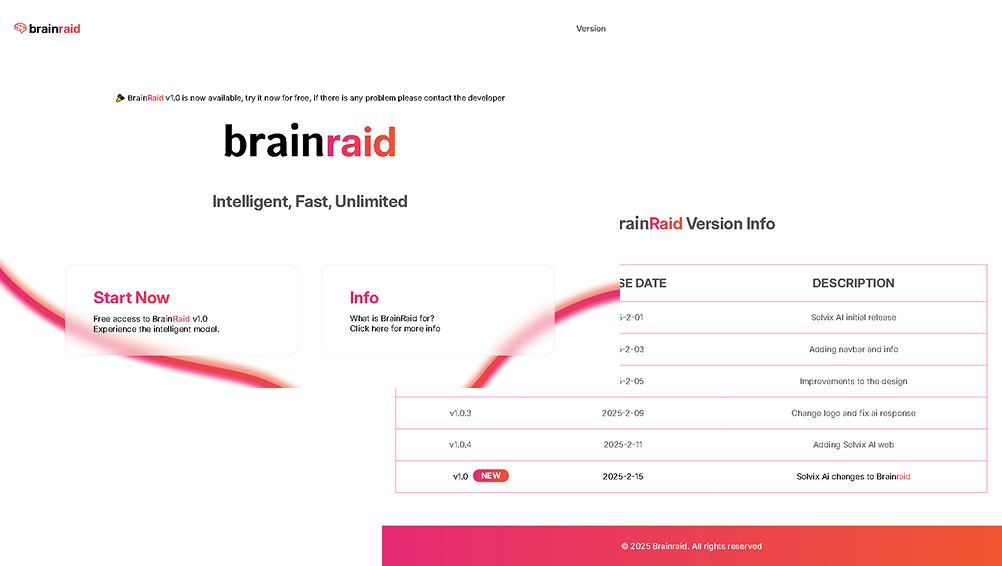 brainraid
Version
BrainRaid v1.0 is now available, try it now for free, if there is any problem please contact the developer
brainraid
Intelligent, Fast, Unlimited
Start Now
Free access to BrainRaid v1.0
Experience the intelligent model.
Info
What is BrainRaid for?
Click here for more info
rainRaid Version Info
SE DATE DESCRIPTION
5-2-01 Solvix AI initial release
5-2-03 Adding navbar and info
5-2-05 Improvements to the design
v1.0.3 2025-2-09 Change logo and fix ai response
v1.0.4 2025-2-11 Adding Solvix AI web
v1.0 NEW 2025-2-15 Solvix Ai changes to Brainraid
© 2025 Brainraid. All rights reserved